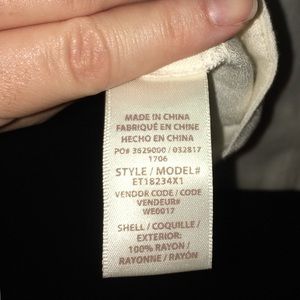 MADE IN CHINA
FABRIQUÉ EN CHINE
HECHO EN CHINA
PO# 3629000 / 032817
1706
STYLE / MODEL#
ET18234X1
VENDOR CODE / CODE
VENDEUR#
WE0017
SHELL / COQUILLE /
EXTERIOR:
100% RAYON /
RAYONNE / RAYÓN